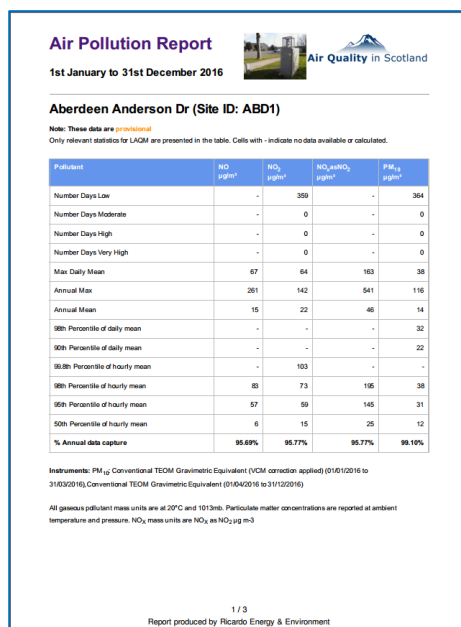 Air Pollution Report
1st January to 31st December 2016
Air Quality in Scotland
Aberdeen Anderson Dr (Site ID: ABD1)
Note: These data are provisional
Only relevant statistics for LAQM are presented in the table. Cells with - indicate no data available or calculated.
Pollutant NO µg/m³ NO₂ µg/m³ NOₓasNO₂ µg/m³ PM₁₀ µg/m³
Number Days Low - 359 - 364
Number Days Moderate - 0 - 0
Number Days High - 0 - 0
Number Days Very High - 0 - 0
Max Daily Mean 67 64 163 38
Annual Max 261 142 541 116
Annual Mean 15 22 46 14
98th Percentile of daily mean - - - 32
90th Percentile of daily mean - - - 22
99.8th Percentile of hourly mean - 103 - -
98th Percentile of hourly mean 83 73 195 38
95th Percentile of hourly mean 57 59 145 31
50th Percentile of hourly mean 6 15 25 12
% Annual data capture 95.69% 95.77% 95.77% 99.10%
Instruments: PM₁₀: Conventional TEOM Gravimetric Equivalent (VCM correction applied) (01/01/2016 to
31/03/2016),Conventional TEOM Gravimetric Equivalent (01/04/2016 to 31/12/2016)
All gaseous pollutant mass units are at 20°C and 1013mb. Particulate matter concentrations are reported at ambient
temperature and pressure. NOₓ mass units are NOₓ as NO₂ µg m-3
1 / 3
Report produced by Ricardo Energy & Environment